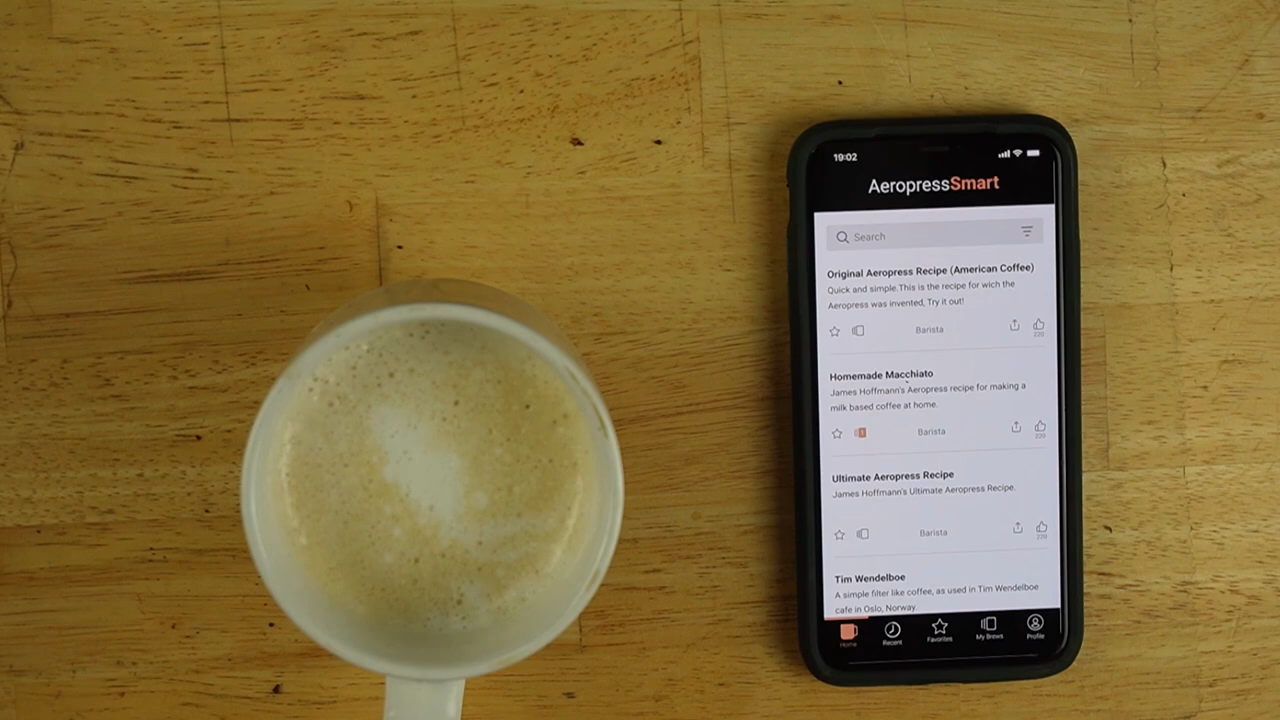 19:02
AeropressSmart
Search
Original Aeropress Recipe (American Coffee)
Quick and simple.This is the recipe for wich the
Aeropress was invented, Try it out!
Barista
220
Homemade Macchiato
James Hoffmann's Aeropress recipe for making a
milk based coffee at home.
Barista
220
Ultimate Aeropress Recipe
James Hoffmann's Ultimate Aeropress Recipe.
Barista
220
Tim Wendelboe
A simple filter like coffee, as used in Tim Wendelboe
cafe in Oslo, Norway.
Home Recent Favorites My Brews Profile